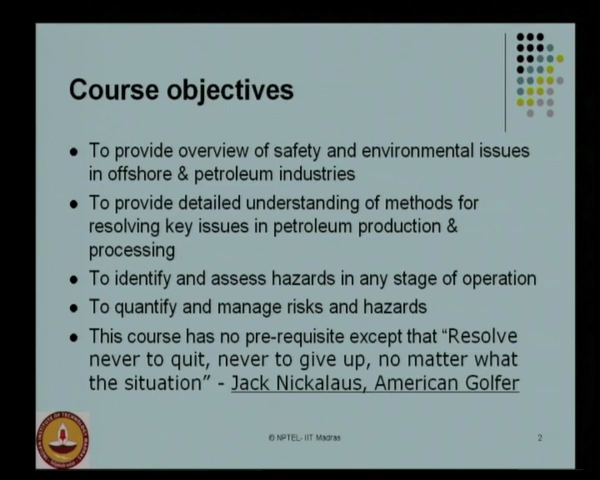 Course objectives
● To provide overview of safety and environmental issues
in offshore & petroleum industries
● To provide detailed understanding of methods for
resolving key issues in petroleum production &
processing
● To identify and assess hazards in any stage of operation
● To quantify and manage risks and hazards
● This course has no pre-requisite except that “Resolve
never to quit, never to give up, no matter what
the situation” - Jack Nickalaus, American Golfer
© NPTEL- IIT Madras
2